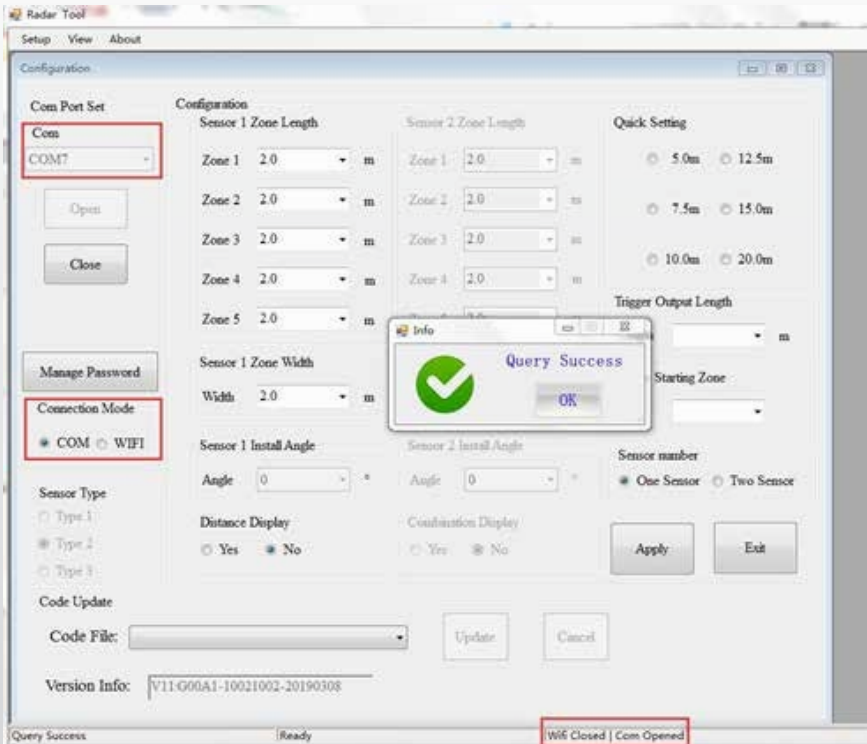 Radar Tool
Setup View About
Configuration
Com Port Set
Com
COM7
Open
Close
Manage Password
Connection Mode
COM WIFI
Sensor Type
Type 1
Type 2
Type 3
Configuration
Sensor 1 Zone Length
Zone 1 2.0 m
Zone 2 2.0 m
Zone 3 2.0 m
Zone 4 2.0 m
Zone 5 2.0 m
Sensor 1 Zone Width
Width 2.0 m
Sensor 1 Install Angle
Angle 0 °
Distance Display
Yes No
Sensor 2 Zone Length
Zone 1 2.0 m
Zone 2 2.0 m
Zone 3 2.0 m
Zone 4 2.0 m
Info
Query Success
OK
Sensor 2 Install Angle
Angle 0 °
Combination Display
Yes No
Quick Setting
5.0m 12.5m
7.5m 15.0m
10.0m 20.0m
Trigger Output Length
m
Starting Zone
Sensor number
One Sensor Two Sensor
Apply Exit
Code Update
Code File:
Update Cancel
Version Info: V11:G00A1-10021002-20190308
Query Success Ready Wifi Closed | Com Opened